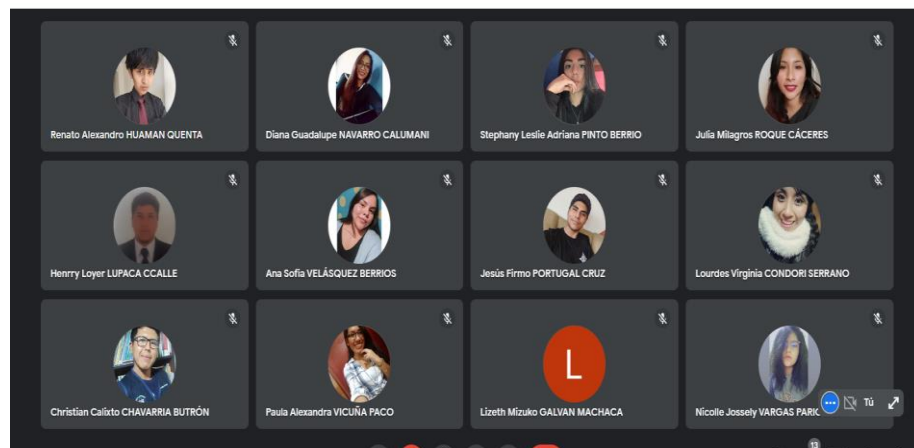 Renato Alexandro HUAMAN QUENTA
Diana Guadalupe NAVARRO CALUMANI
Stephany Leslie Adriana PINTO BERRIO
Julia Milagros ROQUE CÁCERES
Henrry Loyer LUPACA CCALLE
Ana Sofía VELÁSQUEZ BERRIOS
Jesús Firmo PORTUGAL CRUZ
Lourdes Virginia CONDORI SERRANO
L
Christian Calixto CHAVARRIA BUTRÓN
Paula Alexandra VICUÑA PACO
Lizeth Mizuko GALVAN MACHACA
Nicolle Jossely VARGAS
Tú
13